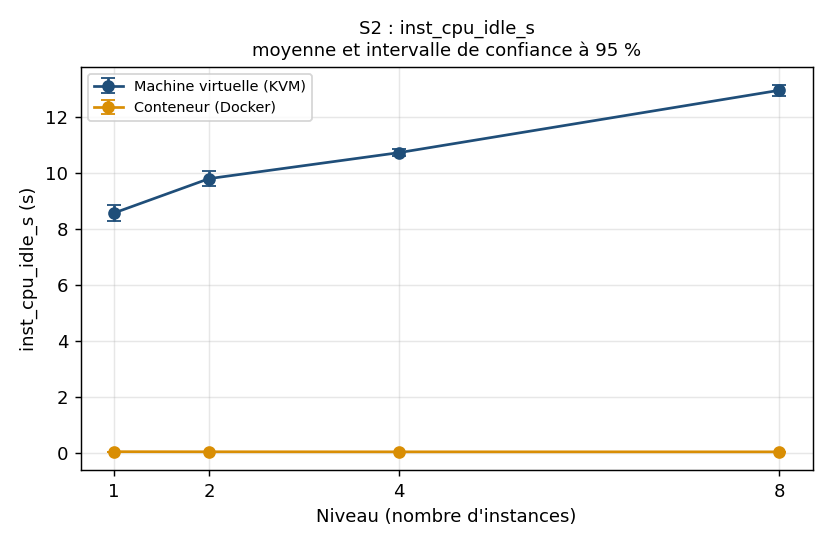 S2 : inst_cpu_idle_s
moyenne et intervalle de confiance à 95 %
Machine virtuelle (KVM)
Conteneur (Docker)
inst_cpu_idle_s (s)
12
10
8
6
4
2
0
1 2 4 8
Niveau (nombre d'instances)